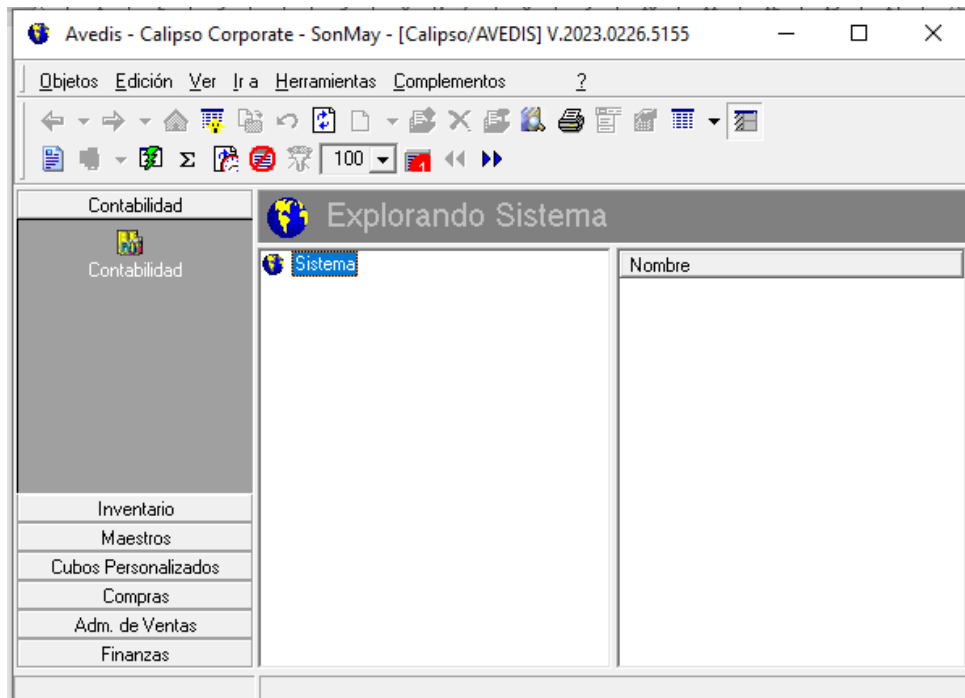 Avedis - Calipso Corporate - SonMay - [Calipso/AVEDIS] V.2023.0226.5155
Objetos Edición Ver Ir a Herramientas Complementos ?
100
Contabilidad
Explorando Sistema
Contabilidad
Sistema
Nombre
Inventario
Maestros
Cubos Personalizados
Compras
Adm. de Ventas
Finanzas